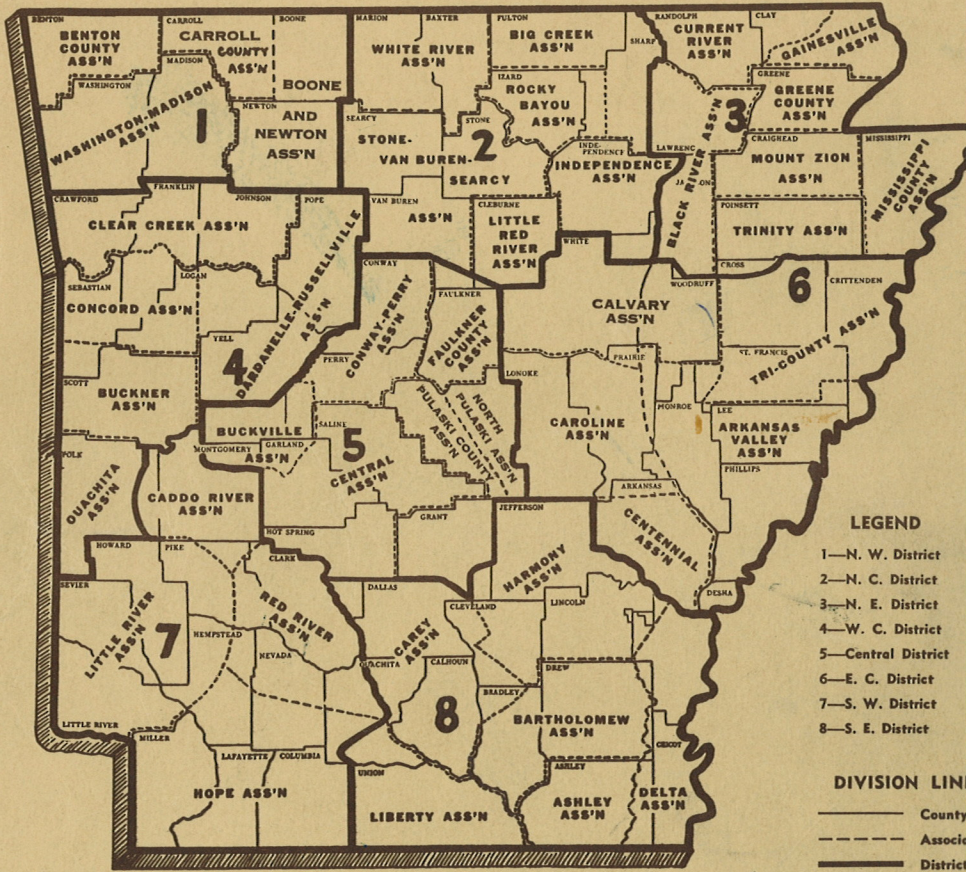 BENTON
CARROLL
BOONE
MARION
BAXTER
FULTON
SHARP
RANDOLPH
CLAY
BENTON
COUNTY
ASS'N
CARROLL
COUNTY
ASS'N
BOONE
AND
NEWTON
ASS'N
WHITE RIVER
ASS'N
BIG CREEK
ASS'N
CURRENT
RIVER
ASS'N
GAINESVILLE
ASS'N
WASHINGTON
MADISON
NEWTON
SEARCY
STONE
IZARD
GREENE
WASHINGTON-MADISON
ASS'N
1
STONE-
VAN BUREN-
SEARCY
ASS'N
2
ROCKY
BAYOU
ASS'N
INDE-
PENDENCE
INDEPENDENCE
ASS'N
LAWRENC
BLACK RIVER ASS'N
3
GREENE
COUNTY
ASS'N
CRAIGHEAD
MOUNT ZION
ASS'N
MISSISSIPPI
MISSISSIPPI
COUNTY
ASS'N
CRAWFORD
FRANKLIN
JOHNSON
POPE
VAN BUREN
CLEBURNE
WHITE
POINSETT
CLEAR CREEK ASS'N
LITTLE
RED
RIVER
ASS'N
TRINITY ASS'N
CROSS
WOODRUFF
CRITTENDEN
SEBASTIAN
LOGAN
CONWAY
FAULKNER
CONCORD ASS'N
DARDANELLE-RUSSELLVILLE
ASS'N
CONWAY-PERRY
ASS'N
FAULKNER
COUNTY
ASS'N
CALVARY
ASS'N
6
YELL
4
PERRY
PRAIRIE
ST. FRANCIS
TRI-COUNTY ASS'N
SCOTT
BUCKNER
ASS'N
LONOKE
MONROE
LEE
BUCKVILLE
ASS'N
SALINE
5
PULASKI COUNTY
ASS'N
NORTH
PULASKI
ASS'N
CAROLINE
ASS'N
ARKANSAS
VALLEY
ASS'N
MONTGOMERY
GARLAND
POLK
CENTRAL
ASS'N
PHILLIPS
OUACHITA
ASS'N
CADDO RIVER
ASS'N
ARKANSAS
GRANT
JEFFERSON
CENTENNIAL
ASS'N
HOT SPRING
HOWARD
PIKE
CLARK
SEVIER
DALLAS
HARMONY
ASS'N
DESHA
LITTLE RIVER
ASS'N
7
RED RIVER
ASS'N
CLEVELAND
LINCOLN
HEMPSTEAD
NEVADA
CAREY
ASS'N
CALHOUN
DREW
BRADLEY
8
BARTHOLOMEW
ASS'N
LITTLE RIVER
MILLER
LAFAYETTE
COLUMBIA
UNION
ASHLEY
HOPE ASS'N
LIBERTY ASS'N
ASHLEY
ASS'N
DELTA
ASS'N
LEGEND
1—N. W. District
2—N. C. District
3—N. E. District
4—W. C. District
5—Central District
6—E. C. District
7—S. W. District
8—S. E. District
DIVISION LIN
County
Associa
District